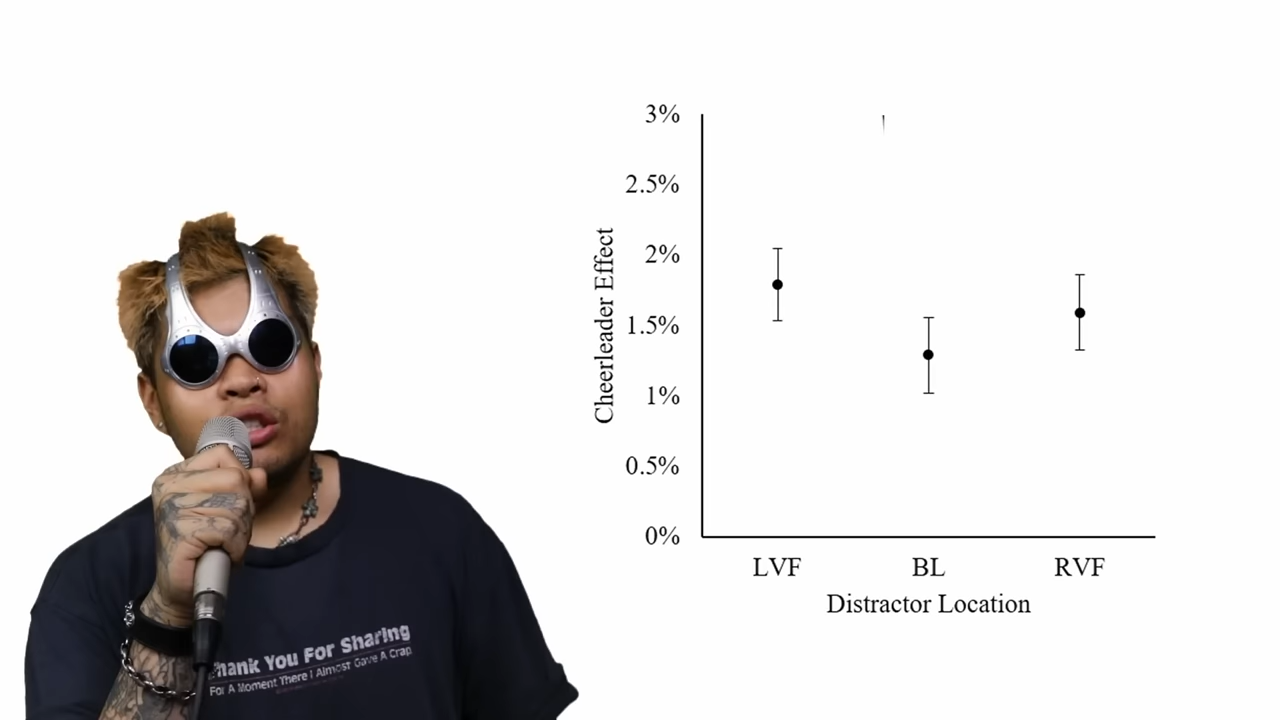 3%
2.5%
2%
1.5%
1%
0.5%
0%
Cheerleader Effect
LVF BL RVF
Distractor Location
hank You For Sharing
For A Moment There I Almost Gave A Crap